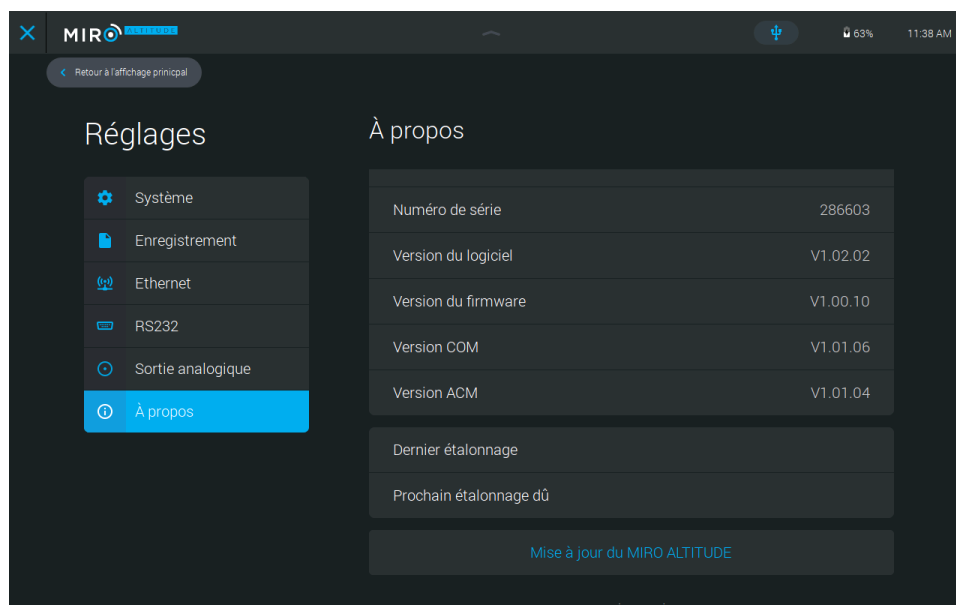 MIRO ALTITUDE
63%
11:38 AM
Retour à l'affichage prinicpal
Réglages
Système
Enregistrement
Ethernet
RS232
Sortie analogique
À propos
À propos
Numéro de série 286603
Version du logiciel V1.02.02
Version du firmware V1.00.10
Version COM V1.01.06
Version ACM V1.01.04
Dernier étalonnage
Prochain étalonnage dû
Mise à jour du MIRO ALTITUDE